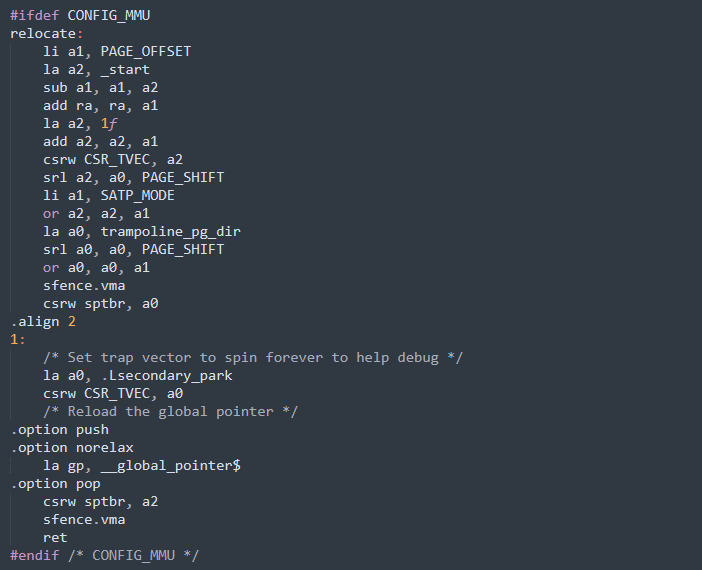 #ifdef CONFIG_MMU
relocate:
    li a1, PAGE_OFFSET
    la a2, _start
    sub a1, a1, a2
    add ra, ra, a1
    la a2, 1f
    add a2, a2, a1
    csrw CSR_TVEC, a2
    srl a2, a0, PAGE_SHIFT
    li a1, SATP_MODE
    or a2, a2, a1
    la a0, trampoline_pg_dir
    srl a0, a0, PAGE_SHIFT
    or a0, a0, a1
    sfence.vma
    csrw sptbr, a0
.align 2
1:
    /* Set trap vector to spin forever to help debug */
    la a0, .Lsecondary_park
    csrw CSR_TVEC, a0
    /* Reload the global pointer */
.option push
.option norelax
    la gp, __global_pointer$
.option pop
    csrw sptbr, a2
    sfence.vma
    ret
#endif /* CONFIG_MMU */